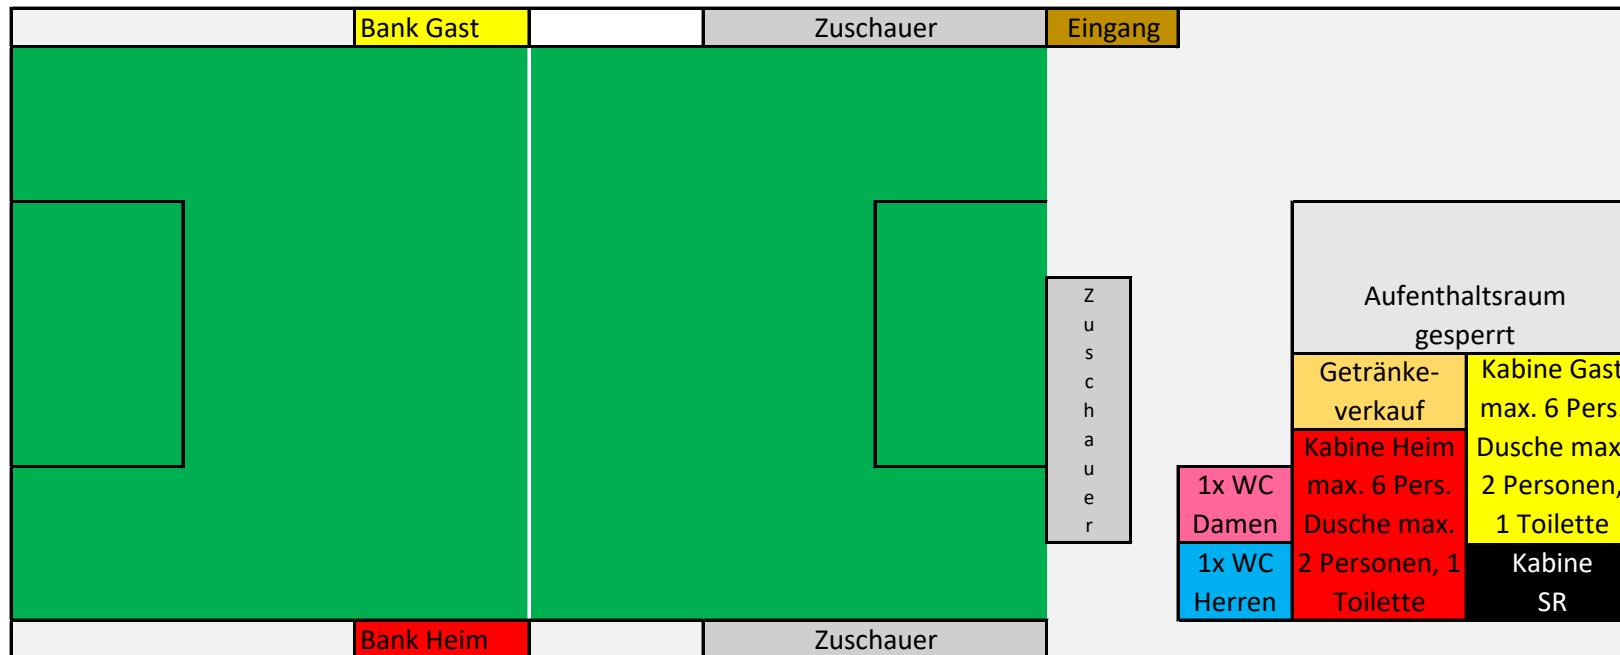 Bank Gast
Zuschauer
Eingang
Z
u
s
c
h
a
u
e
r
Aufenthaltsraum
gesperrt
Getränke-
verkauf
Kabine Gast
max. 6 Pers.
Dusche max
2 Personen,
1 Toilette
Kabine Heim
max. 6 Pers.
Dusche max.
2 Personen, 1
Toilette
1x WC
Damen
1x WC
Herren
Kabine
SR
Bank Heim
Zuschauer